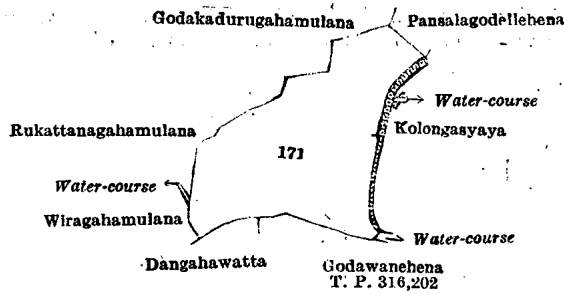 Godakadurugahamulana
Pansalagodellehena
Water-course
Rukattanagahamulana
Kolongasyaya
171
Water-course
Wiragahamulana
Water-course
Dangahawatta
Godawanehena
T. P. 316,202